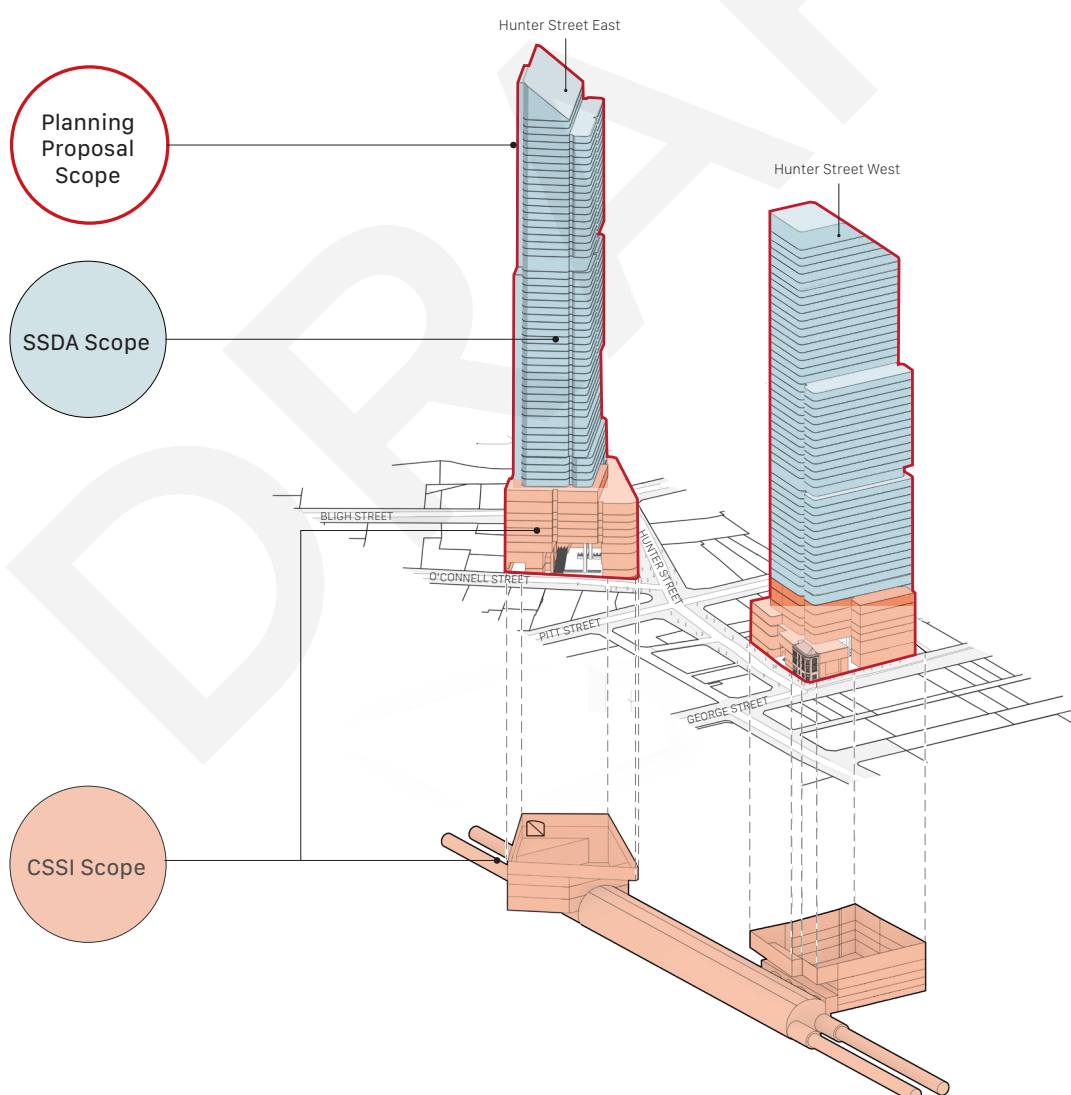 Hunter Street East
Planning
Proposal
Scope
Hunter Street West
SSDA Scope
BLIGH STREET
HUNTER STREET
O'CONNELL STREET
PITT STREET
GEORGE STREET
CSSI Scope
DRA